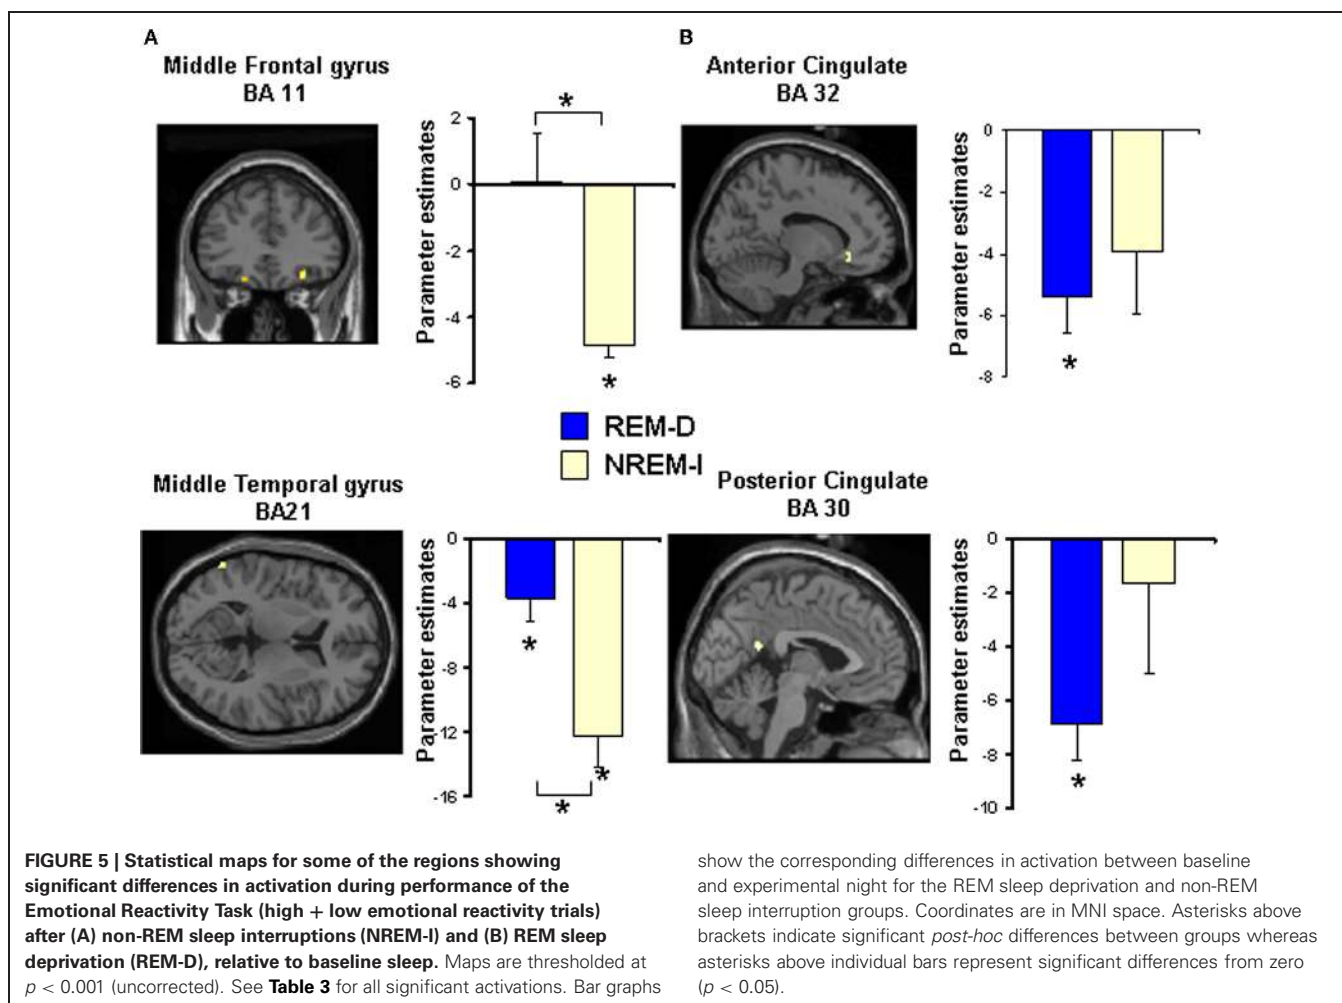 A
Middle Frontal gyrus
BA 11
*
2
0
-2
-4
-6
Parameter estimates
*
B
Anterior Cingulate
BA 32
0
-2
-4
-6
-8
Parameter estimates
*
REM-D
NREM-I
Middle Temporal gyrus
BA21
0
-4
-8
-12
-16
Parameter estimates
*
*
*
Posterior Cingulate
BA 30
0
-2
-4
-6
-8
-10
Parameter estimates
*
FIGURE 5 | Statistical maps for some of the regions showing
significant differences in activation during performance of the
Emotional Reactivity Task (high + low emotional reactivity trials)
after (A) non-REM sleep interruptions (NREM-I) and (B) REM sleep
deprivation (REM-D), relative to baseline sleep. Maps are thresholded at
p < 0.001 (uncorrected). See Table 3 for all significant activations. Bar graphs
show the corresponding differences in activation between baseline
and experimental night for the REM sleep deprivation and non-REM
sleep interruption groups. Coordinates are in MNI space. Asterisks above
brackets indicate significant post-hoc differences between groups whereas
asterisks above individual bars represent significant differences from zero
(p < 0.05).